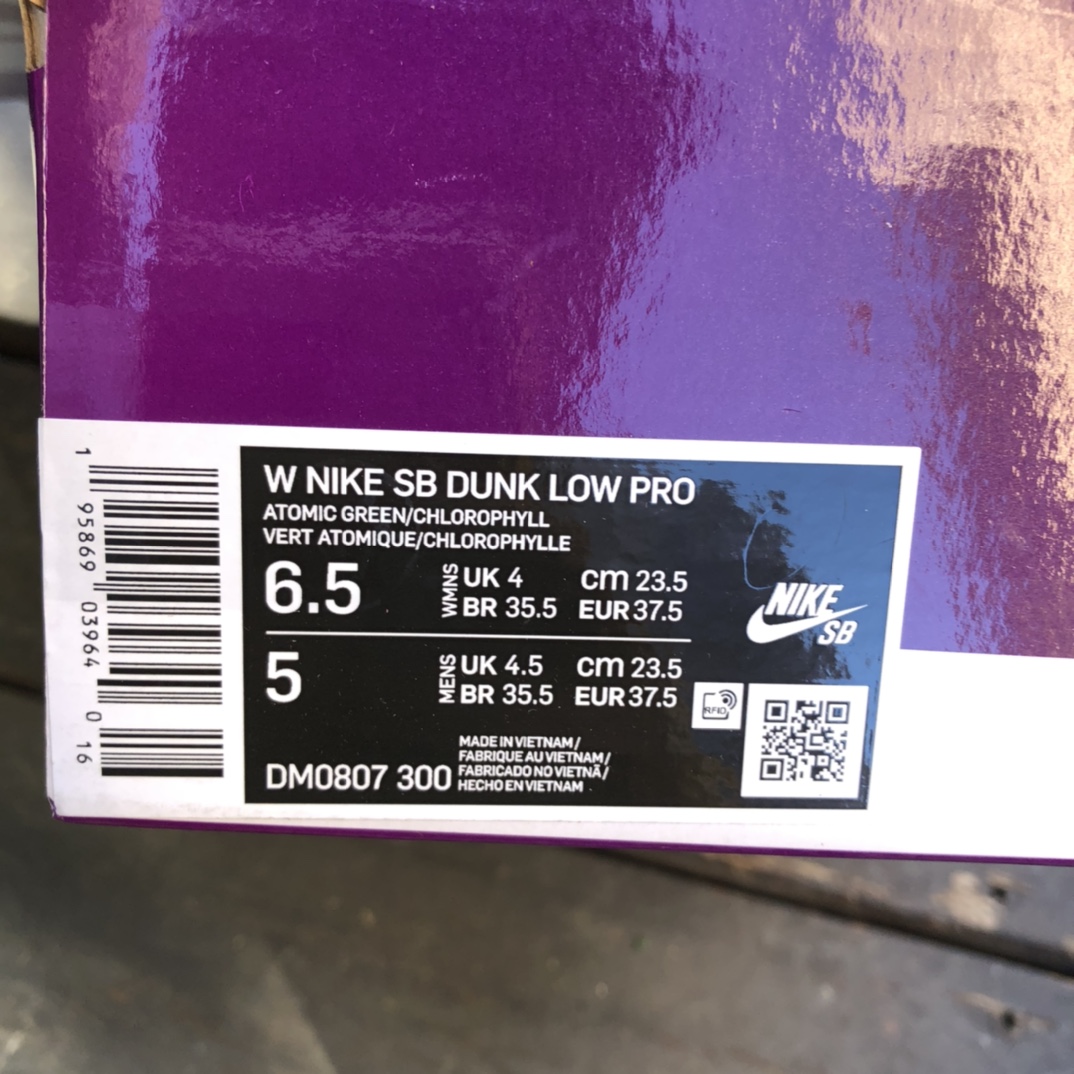 1 95869 03964 0 16
W NIKE SB DUNK LOW PRO
ATOMIC GREEN/CHLOROPHYLL
VERT ATOMIQUE/CHLOROPHYLLE
6.5 WMNS UK 4 cm 23.5
BR 35.5 EUR 37.5
NIKE
SB
5 MENS UK 4.5 cm 23.5
BR 35.5 EUR 37.5
RFID
MADE IN VIETNAM/
FABRIQUE AU VIETNAM/
DM0807 300 FABRICADO NO VIETNÃ/
HECHO EN VIETNAM